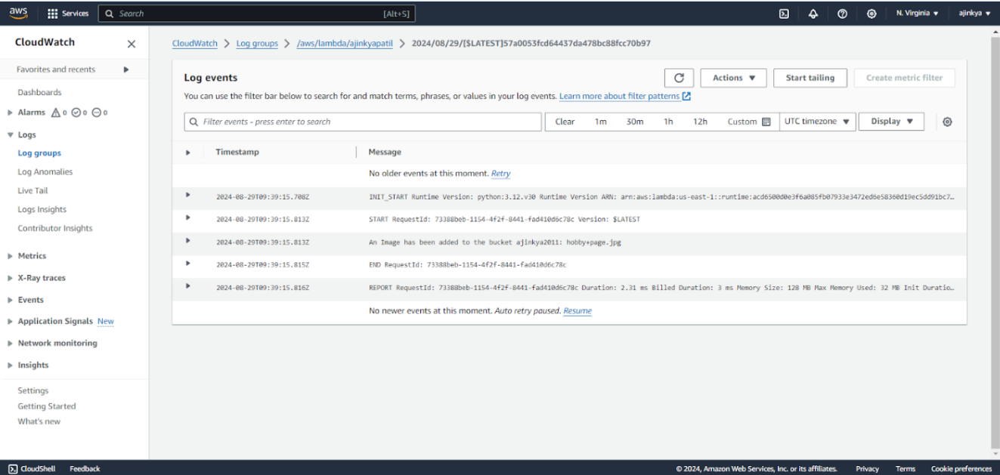 aws Services Search [Alt+S] N. Virginia ajinkya
CloudWatch
Favorites and recents
Dashboards
Alarms 0 0 0
Logs
Log groups
Log Anomalies
Live Tail
Logs Insights
Contributor Insights
Metrics
X-Ray traces
Events
Application Signals New
Network monitoring
Insights
Settings
Getting Started
What's new
CloudWatch > Log groups > /aws/lambda/ajinkyapatil > 2024/08/29/[$LATEST]57a0053fcd64437da478bc88fcc70b97
Log events
Actions Start tailing Create metric filter
You can use the filter bar below to search for and match terms, phrases, or values in your log events. Learn more about filter patterns
Filter events - press enter to search Clear 1m 30m 1h 12h Custom UTC timezone Display
Timestamp Message
No older events at this moment. Retry
2024-08-29T09:39:15.708Z INIT_START Runtime Version: python:3.12.v30 Runtime Version ARN: arn:aws:lambda:us-east-1::runtime:acd6500d0e3f6a085fb07933e3472ed6e58360d19ec5dd91bc7…
2024-08-29T09:39:15.813Z START RequestId: 73388beb-1154-4f2f-8441-fad410d6c78c Version: $LATEST
2024-08-29T09:39:15.813Z An Image has been added to the bucket ajinkya2011: hobby+page.jpg
2024-08-29T09:39:15.815Z END RequestId: 73388beb-1154-4f2f-8441-fad410d6c78c
2024-08-29T09:39:15.816Z REPORT RequestId: 73388beb-1154-4f2f-8441-fad410d6c78c Duration: 2.31 ms Billed Duration: 3 ms Memory Size: 128 MB Max Memory Used: 32 MB Init Duratio…
No newer events at this moment. Auto retry paused. Resume
CloudShell Feedback © 2024, Amazon Web Services, Inc. or its affiliates. Privacy Terms Cookie preferences